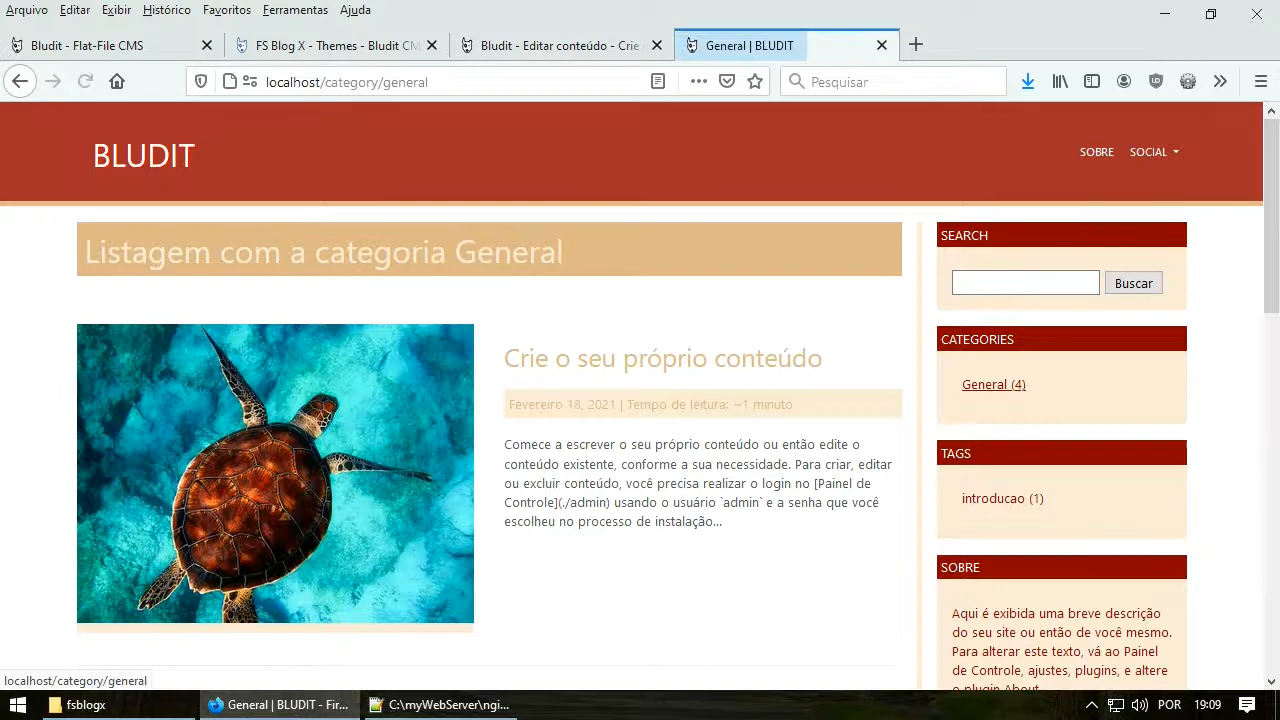 Arquivo Editar Exibir Histórico Favoritos Ferramentas Ajuda
Bludit - Flat-File CMS
FS Blog X - Themes - Bludit CM
Bludit - Editar conteúdo - Crie
General | BLUDIT
localhost/category/general
Pesquisar
BLUDIT
SOBRE SOCIAL
Listagem com a categoria General
Crie o seu próprio conteúdo
Fevereiro 18, 2021 | Tempo de leitura: ~1 minuto
Comece a escrever o seu próprio conteúdo ou então edite o
conteúdo existente, conforme a sua necessidade. Para criar, editar
ou excluir conteúdo, você precisa realizar o login no [Painel de
Controle](./admin) usando o usuário `admin` e a senha que você
escolheu no processo de instalação...
SEARCH
Buscar
CATEGORIES
General (4)
TAGS
introducao (1)
SOBRE
Aqui é exibida uma breve descrição
do seu site ou então de você mesmo.
Para alterar este texto, vá ao Painel
de Controle, ajustes, plugins, e altere
o plugin About.
localhost/category/general
fsblogx
General | BLUDIT - Fir...
C:\myWebServer\ngi...
POR
19:09